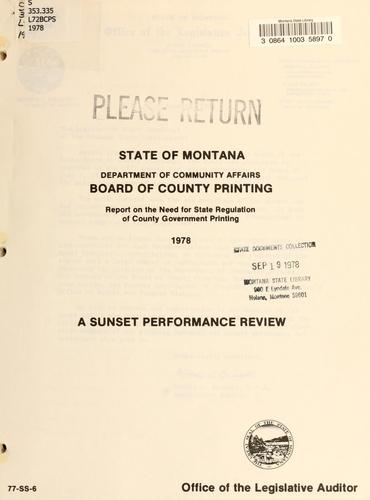 S
353.335
L72BCPS
1978
Montana State Library
3 0864 1003 5897 0
PLEASE RETURN
STATE OF MONTANA
DEPARTMENT OF COMMUNITY AFFAIRS
BOARD OF COUNTY PRINTING
Report on the Need for State Regulation
of County Government Printing
1978
STATE DOCUMENTS COLLECTION
SEP 19 1978
MONTANA STATE LIBRARY
930 E Lyndale Ave.
Helena, Montana 59601
A SUNSET PERFORMANCE REVIEW
77-SS-6
Office of the Legislative Auditor